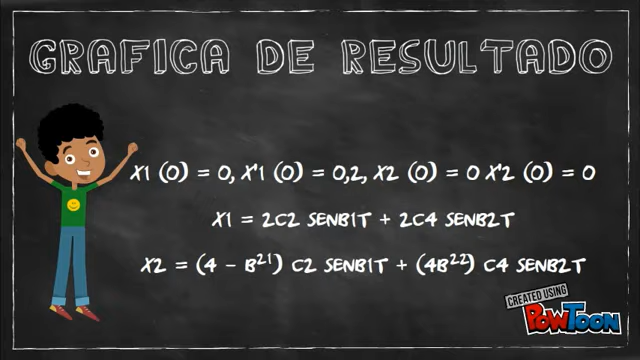 GRAFICA DE RESULTADO
X1 (0) = 0, X'1 (0) = 0,2, X2 (0) = 0 X'2 (0) = 0
X1 = 2C2 SENB1T + 2C4 SENB2T
X2 = (4 - B²¹) C2 SENB1T + (4B²²) C4 SENB2T
CREATED USING
POWTOON